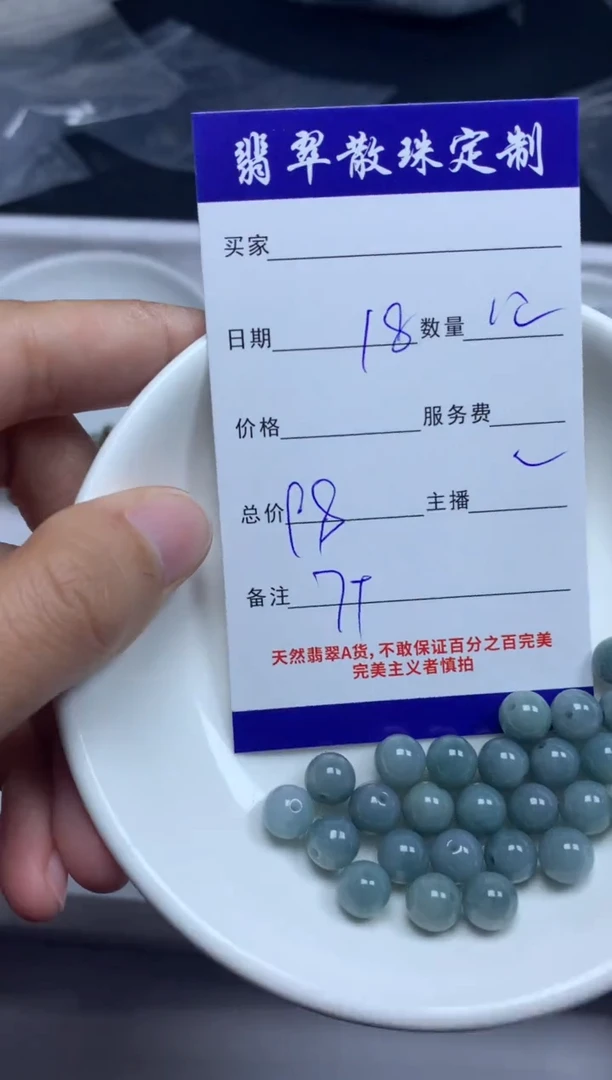 翡翠散珠定制
买家
日期 18 数量 12
价格 服务费
总价 98 主播
备注
天然翡翠A货,不敢保证百分之百完美
完美主义者慎拍